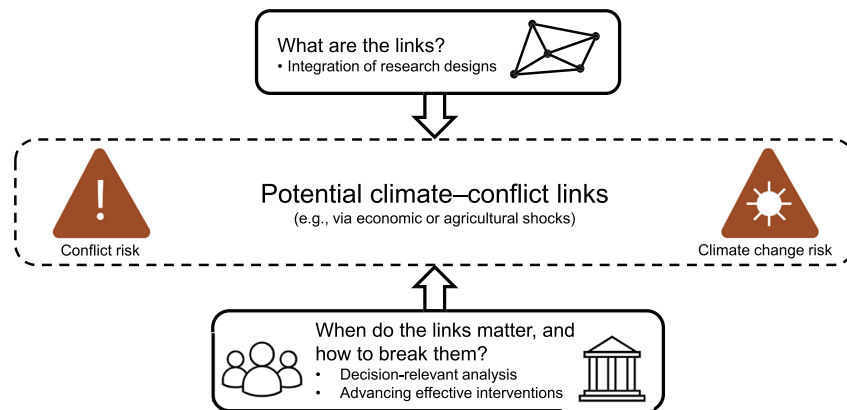 What are the links?
• Integration of research designs
!
Potential climate–conflict links
(e.g., via economic or agricultural shocks)
Conflict risk
Climate change risk
When do the links matter, and
how to break them?
• Decision-relevant analysis
• Advancing effective interventions